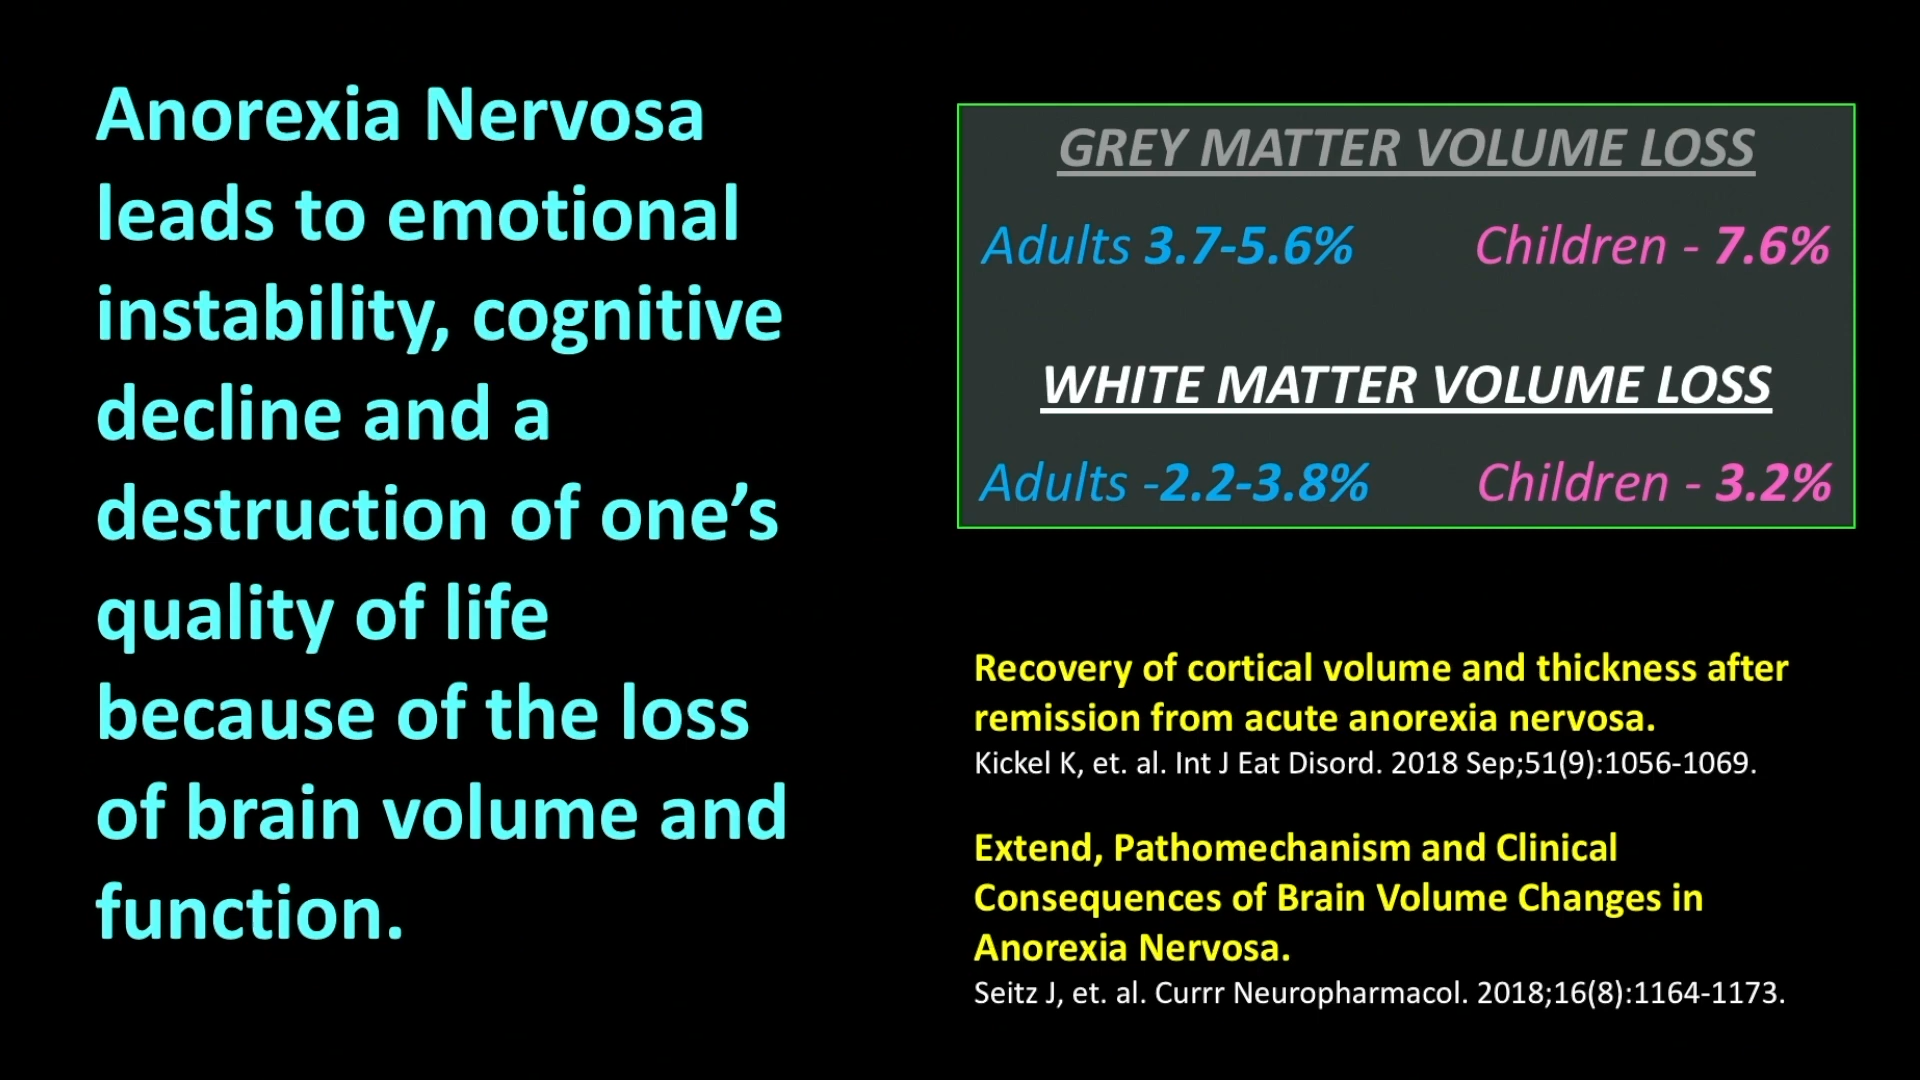 Anorexia Nervosa
leads to emotional
instability, cognitive
decline and a
destruction of one’s
quality of life
because of the loss
of brain volume and
function.
GREY MATTER VOLUME LOSS
Adults 3.7-5.6% Children - 7.6%
WHITE MATTER VOLUME LOSS
Adults -2.2-3.8% Children - 3.2%
Recovery of cortical volume and thickness after
remission from acute anorexia nervosa.
Kickel K, et. al. Int J Eat Disord. 2018 Sep;51(9):1056-1069.
Extend, Pathomechanism and Clinical
Consequences of Brain Volume Changes in
Anorexia Nervosa.
Seitz J, et. al. Currr Neuropharmacol. 2018;16(8):1164-1173.